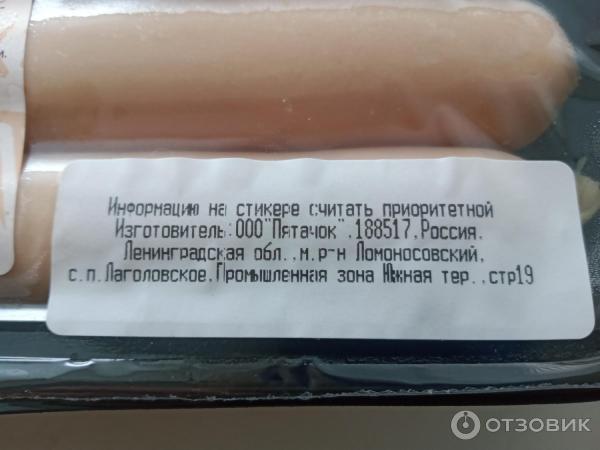 Информацию на стикере считать приоритетной
Изготовитель:ООО"Пятачок",188517,Россия,
Ленинградская обл.,м.р-н Ломоносовский,
с.п.Лаголовское,Промышленная зона Южная тер.,стр19
ОТЗОВИК